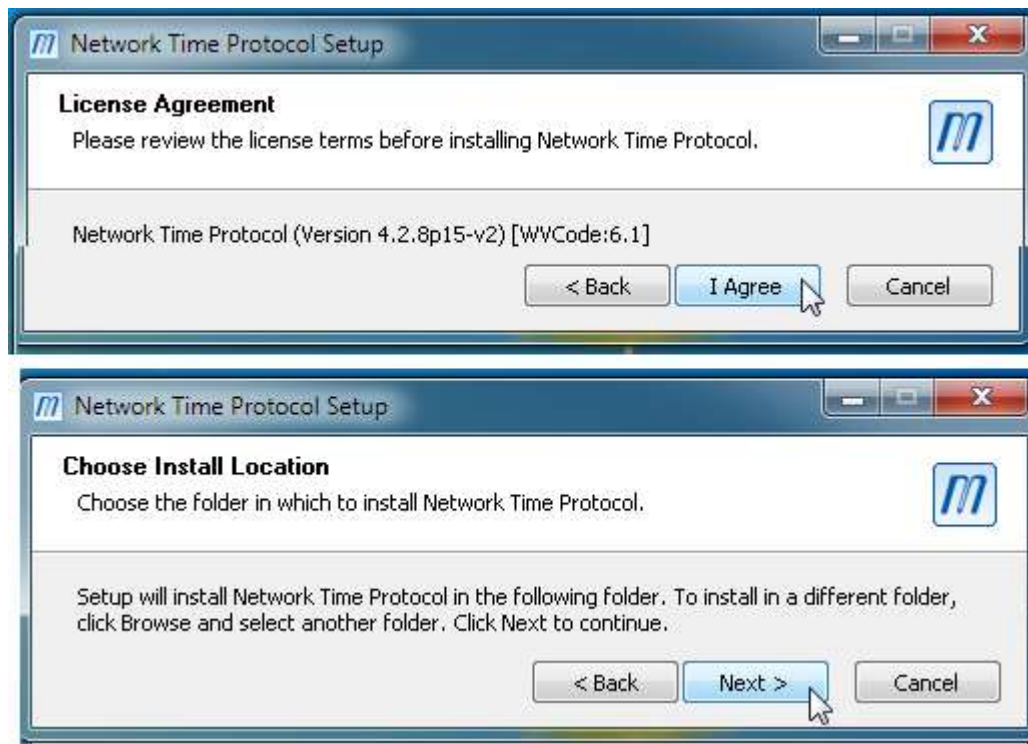 Network Time Protocol Setup
License Agreement
Please review the license terms before installing Network Time Protocol.
Network Time Protocol (Version 4.2.8p15-v2) [WVCode:6.1]
< Back I Agree Cancel
Network Time Protocol Setup
Choose Install Location
Choose the folder in which to install Network Time Protocol.
Setup will install Network Time Protocol in the following folder. To install in a different folder,
click Browse and select another folder. Click Next to continue.
< Back Next > Cancel